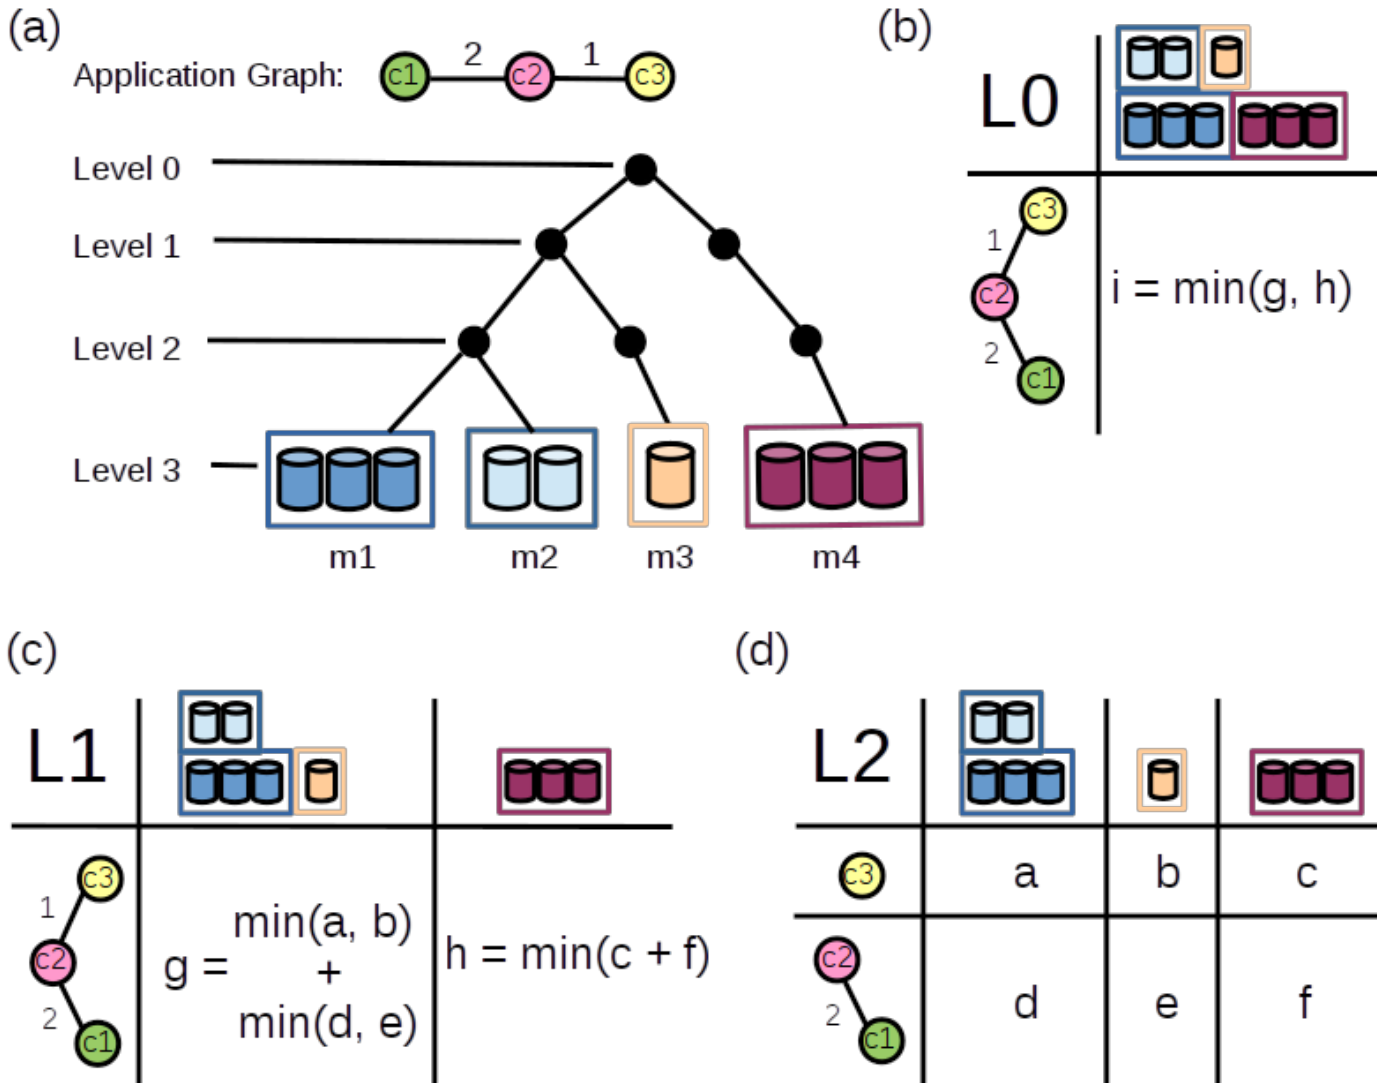 (a)
Application Graph: c1 2 c2 1 c3
Level 0
Level 1
Level 2
Level 3
m1 m2 m3 m4
(b)
L0
c3
1
c2
2
c1
i = min(g, h)
(c)
L1
c3
1
c2
2
c1
g =
min(a, b)
+
min(d, e)
h = min(c + f)
(d)
L2
c3
a b c
c2
2
c1
d e f